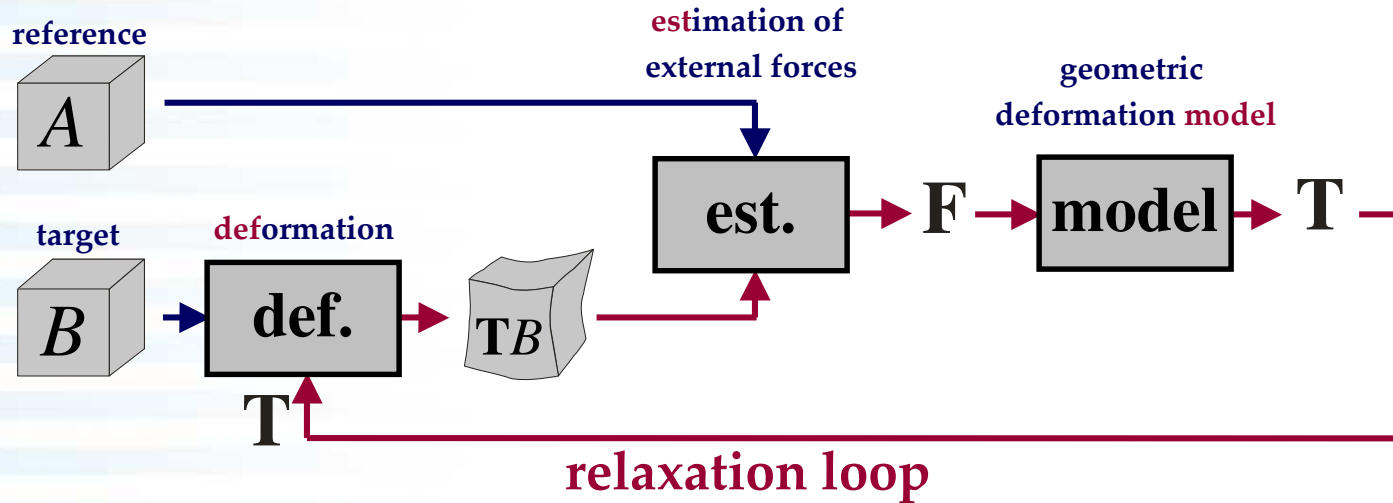 reference
A
estimation of
external forces
geometric
deformation model
est.
F
model
T
target
B
deformation
def.
TB
T
relaxation loop